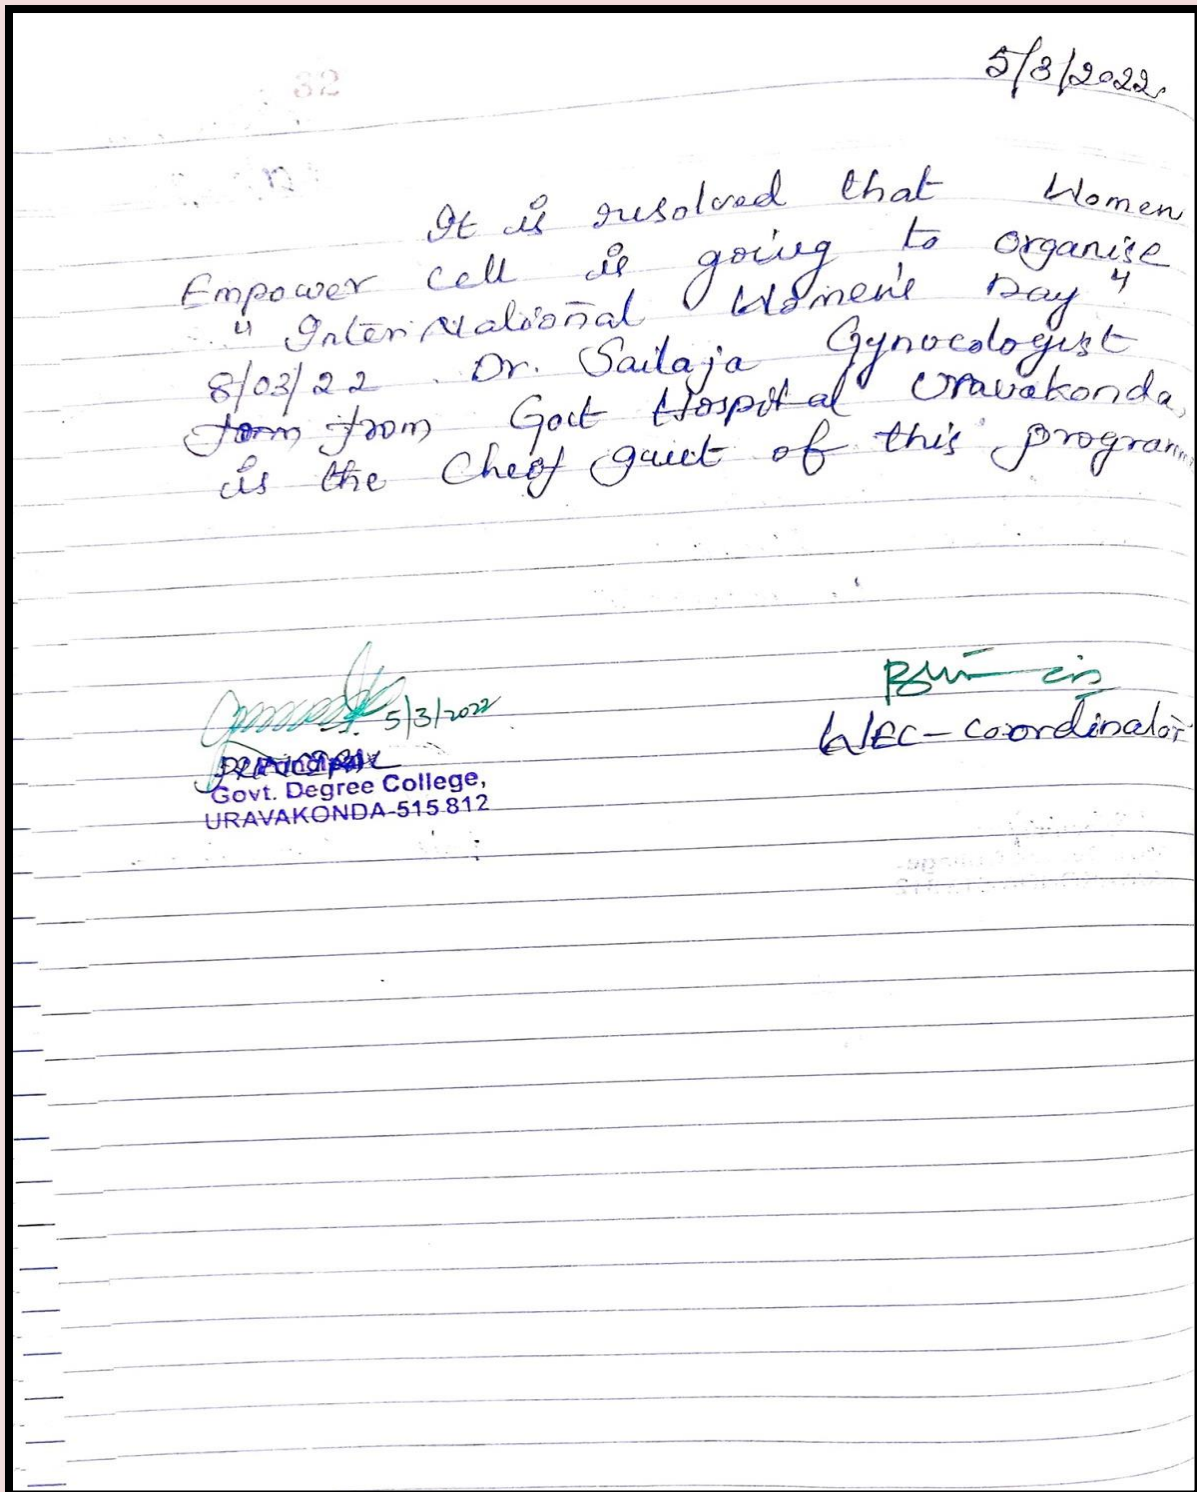 5/3/2022.
It is resolved that Women
Empower cell is going to organise
" InterNational Women's Day "
8/03/22 . Dr. Sailaja Gynocologist
from from Govt Hospital Uravakonda,
is the Cheif guest of this program
5/3/2022
WEC - coordinator
PRINCIPAL
Govt. Degree College,
URAVAKONDA-515 812